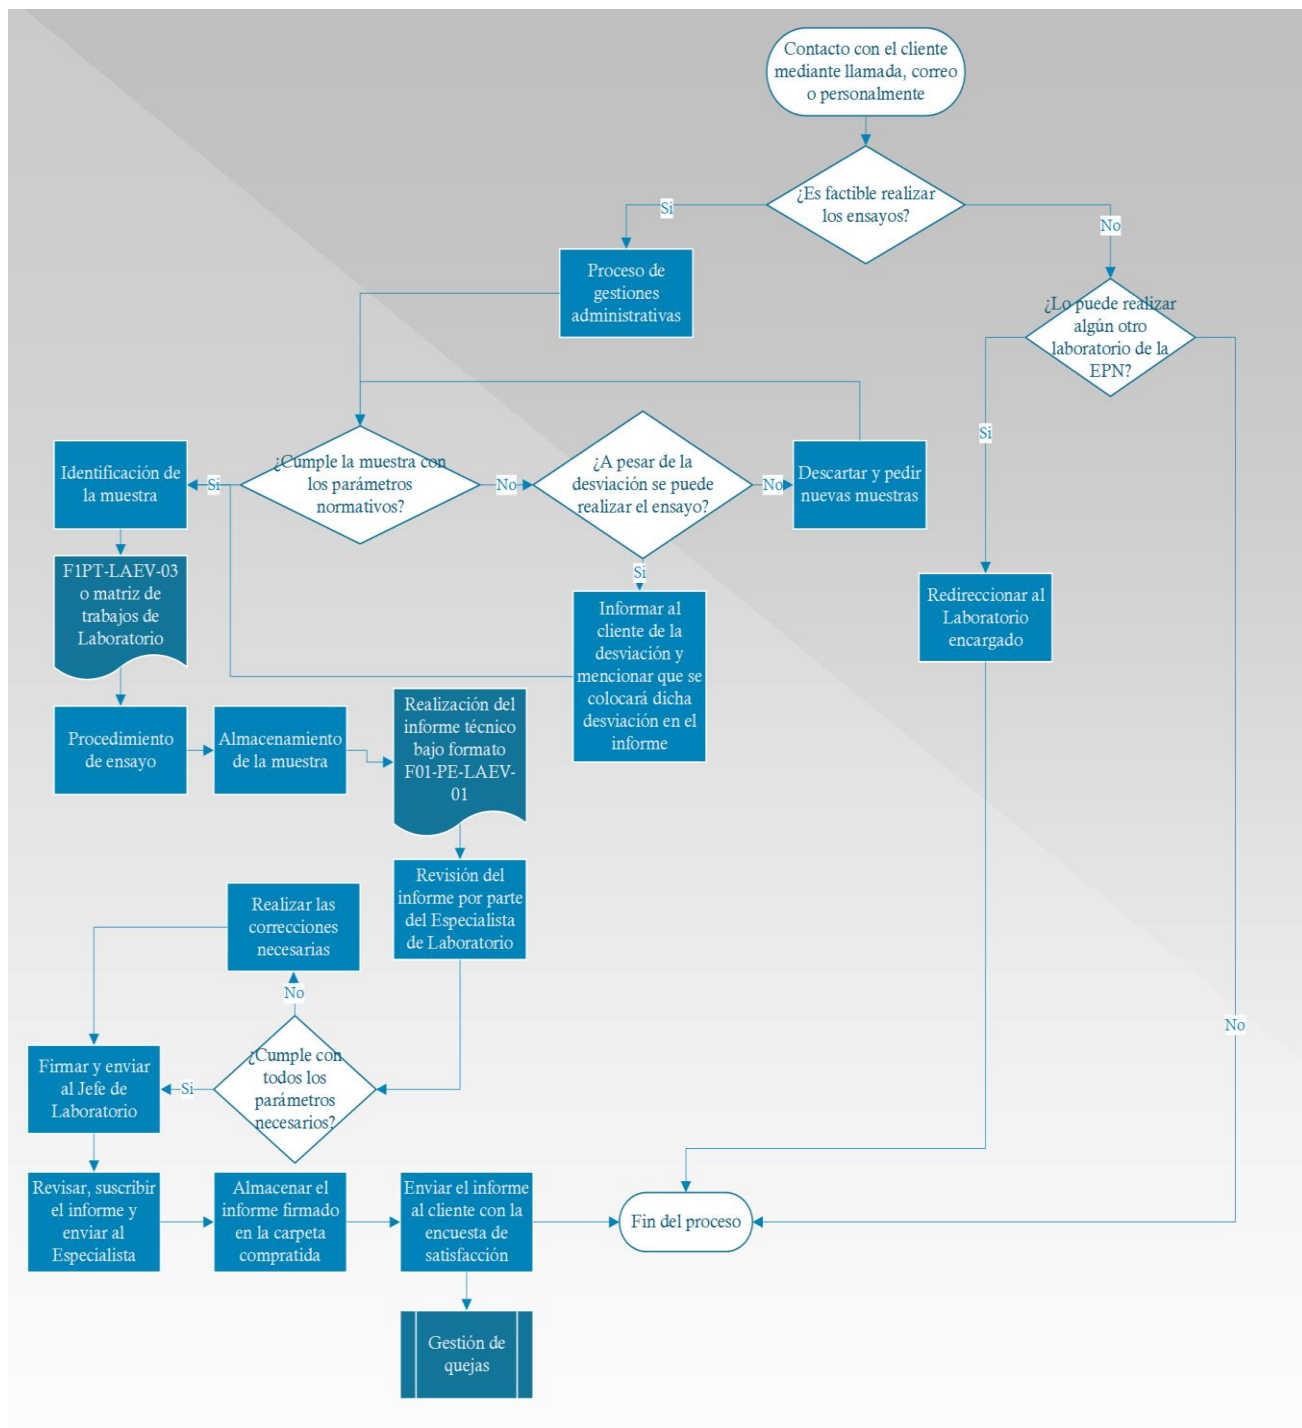 Contacto con el cliente
mediante llamada, correo
o personalmente
¿Es factible realizar
los ensayos?
Si
No
Proceso de
gestiones
administrativas
¿Lo puede realizar
algún otro
laboratorio de la
EPN?
Si
No
Identificación de
la muestra
Si
¿Cumple la muestra con
los parámetros
normativos?
No
¿A pesar de la
desviación se puede
realizar el ensayo?
No
Descartar y pedir
nuevas muestras
Si
F1PT-LAEV-03
o matriz de
trabajos de
Laboratorio
Informar al
cliente de la
desviación y
mencionar que se
colocará dicha
desviación en el
informe
Redireccionar al
Laboratorio
encargado
Procedimiento
de ensayo
Almacenamiento
de la muestra
Realización del
informe técnico
bajo formato
F01-PE-LAEV-
01
Revisión del
informe por parte
del Especialista
de Laboratorio
Realizar las
correcciones
necesarias
No
Firmar y enviar
al Jefe de
Laboratorio
Si
¿Cumple con
todos los
parámetros
necesarios?
Revisar, suscribir
el informe y
enviar al
Especialista
Almacenar el
informe firmado
en la carpeta
compratida
Enviar el informe
al cliente con la
encuesta de
satisfacción
Fin del proceso
Gestión de
quejas